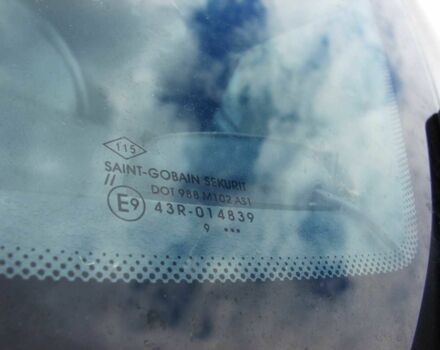 115
SAINT-GOBAIN SEKURIT
//
DOT 988 M102 AS1
E9 43R-014839
9 •••